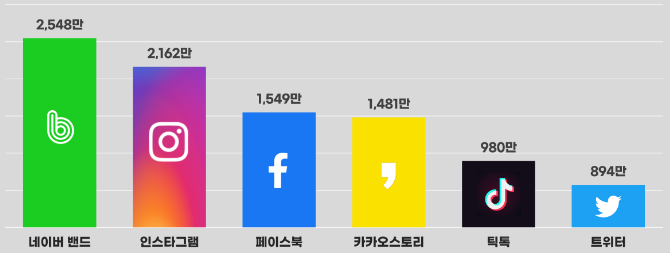 2,548만
2,162만
1,549만
1,481만
980만
894만
네이버 밴드
인스타그램
페이스북
카카오스토리
틱톡
트위터